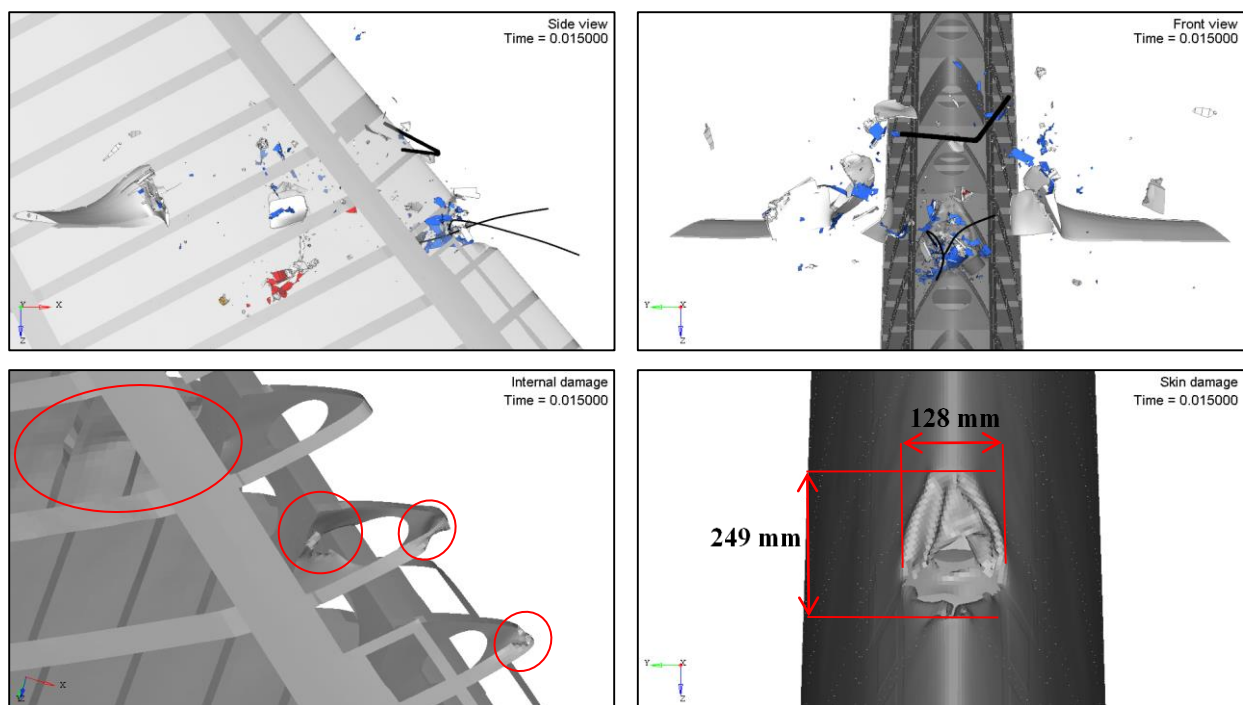 Side view
Time = 0.015000
Y
X
Z
Front view
Time = 0.015000
Y
X
Z
Internal damage
Time = 0.015000
X
Skin damage
Time = 0.015000
128 mm
249 mm
Y
X
Z